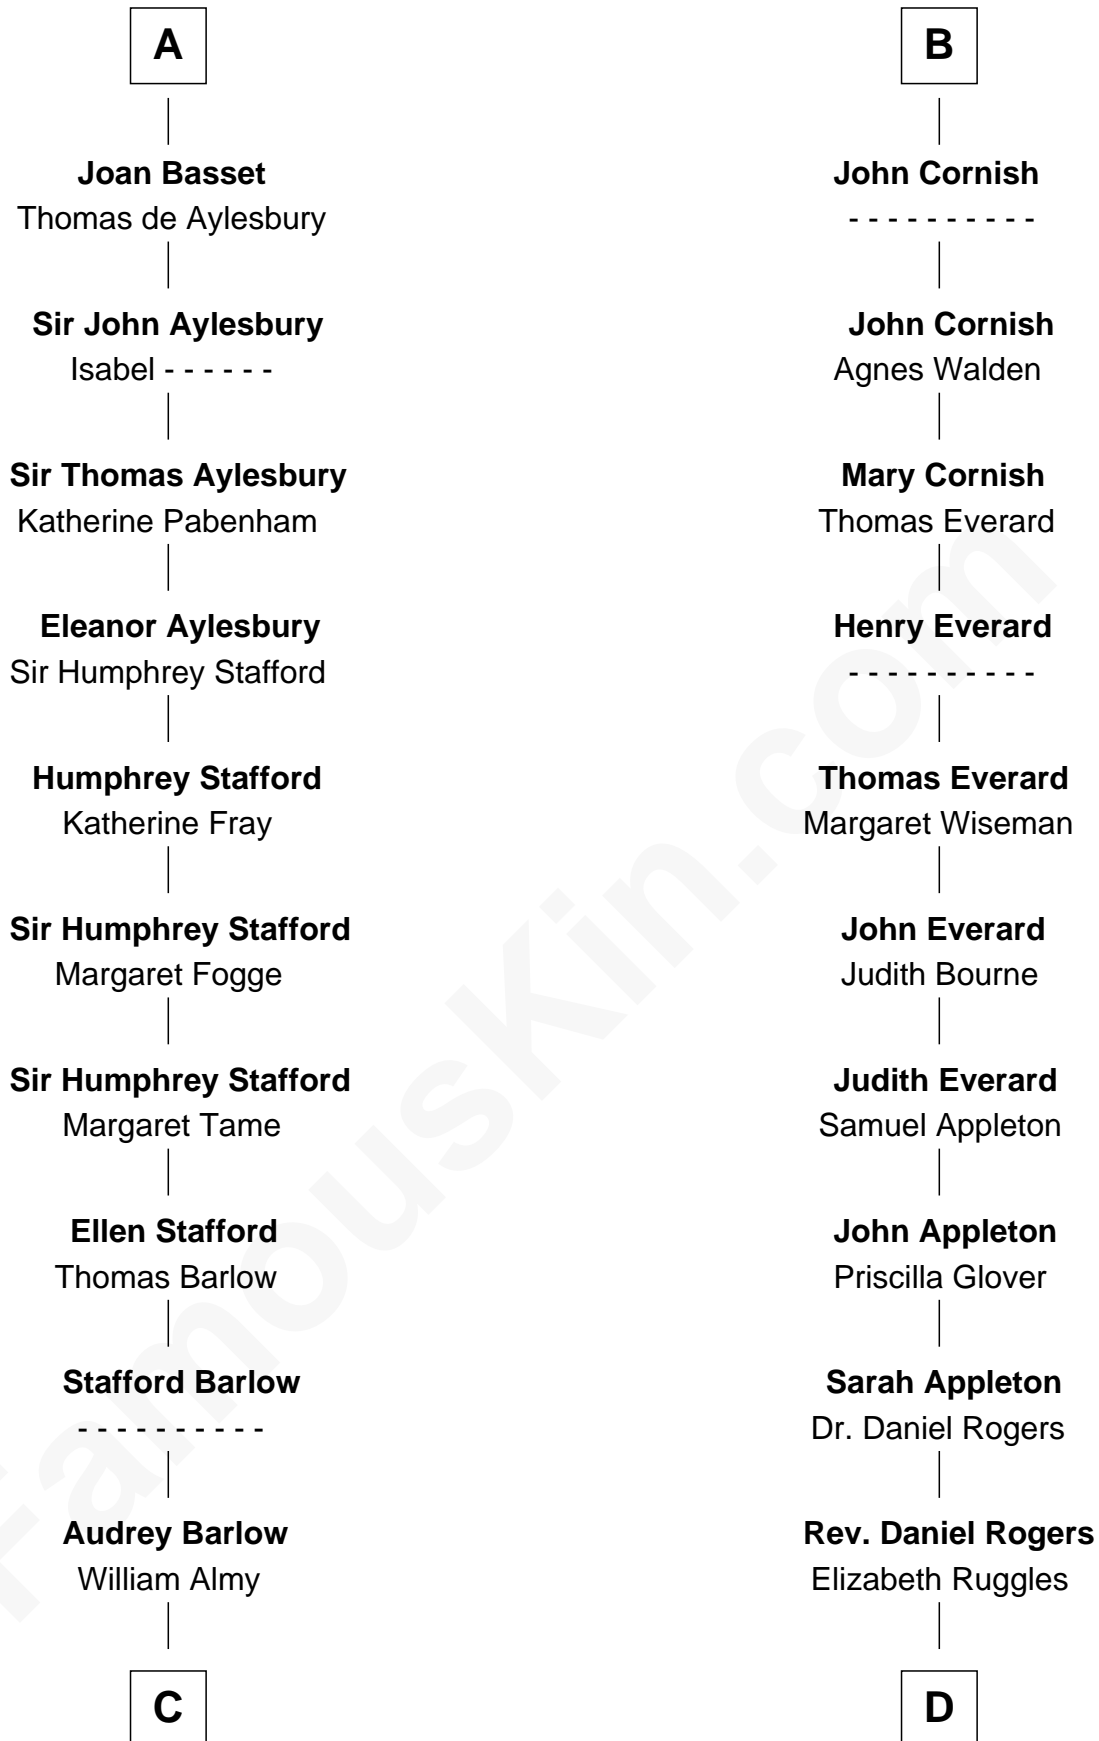 A
Joan Basset
Thomas de Aylesbury
Sir John Aylesbury
Isabel - - - - - -
Sir Thomas Aylesbury
Katherine Pabenham
Eleanor Aylesbury
Sir Humphrey Stafford
Humphrey Stafford
Katherine Fray
Sir Humphrey Stafford
Margaret Fogge
Sir Humphrey Stafford
Margaret Tame
Ellen Stafford
Thomas Barlow
Stafford Barlow
- - - - - - - - - -
Audrey Barlow
William Almy
C
B
John Cornish
- - - - - - - - - -
John Cornish
Agnes Walden
Mary Cornish
Thomas Everard
Henry Everard
- - - - - - - - - -
Thomas Everard
Margaret Wiseman
John Everard
Judith Bourne
Judith Everard
Samuel Appleton
John Appleton
Priscilla Glover
Sarah Appleton
Dr. Daniel Rogers
Rev. Daniel Rogers
Elizabeth Ruggles
D
FamousKin.com